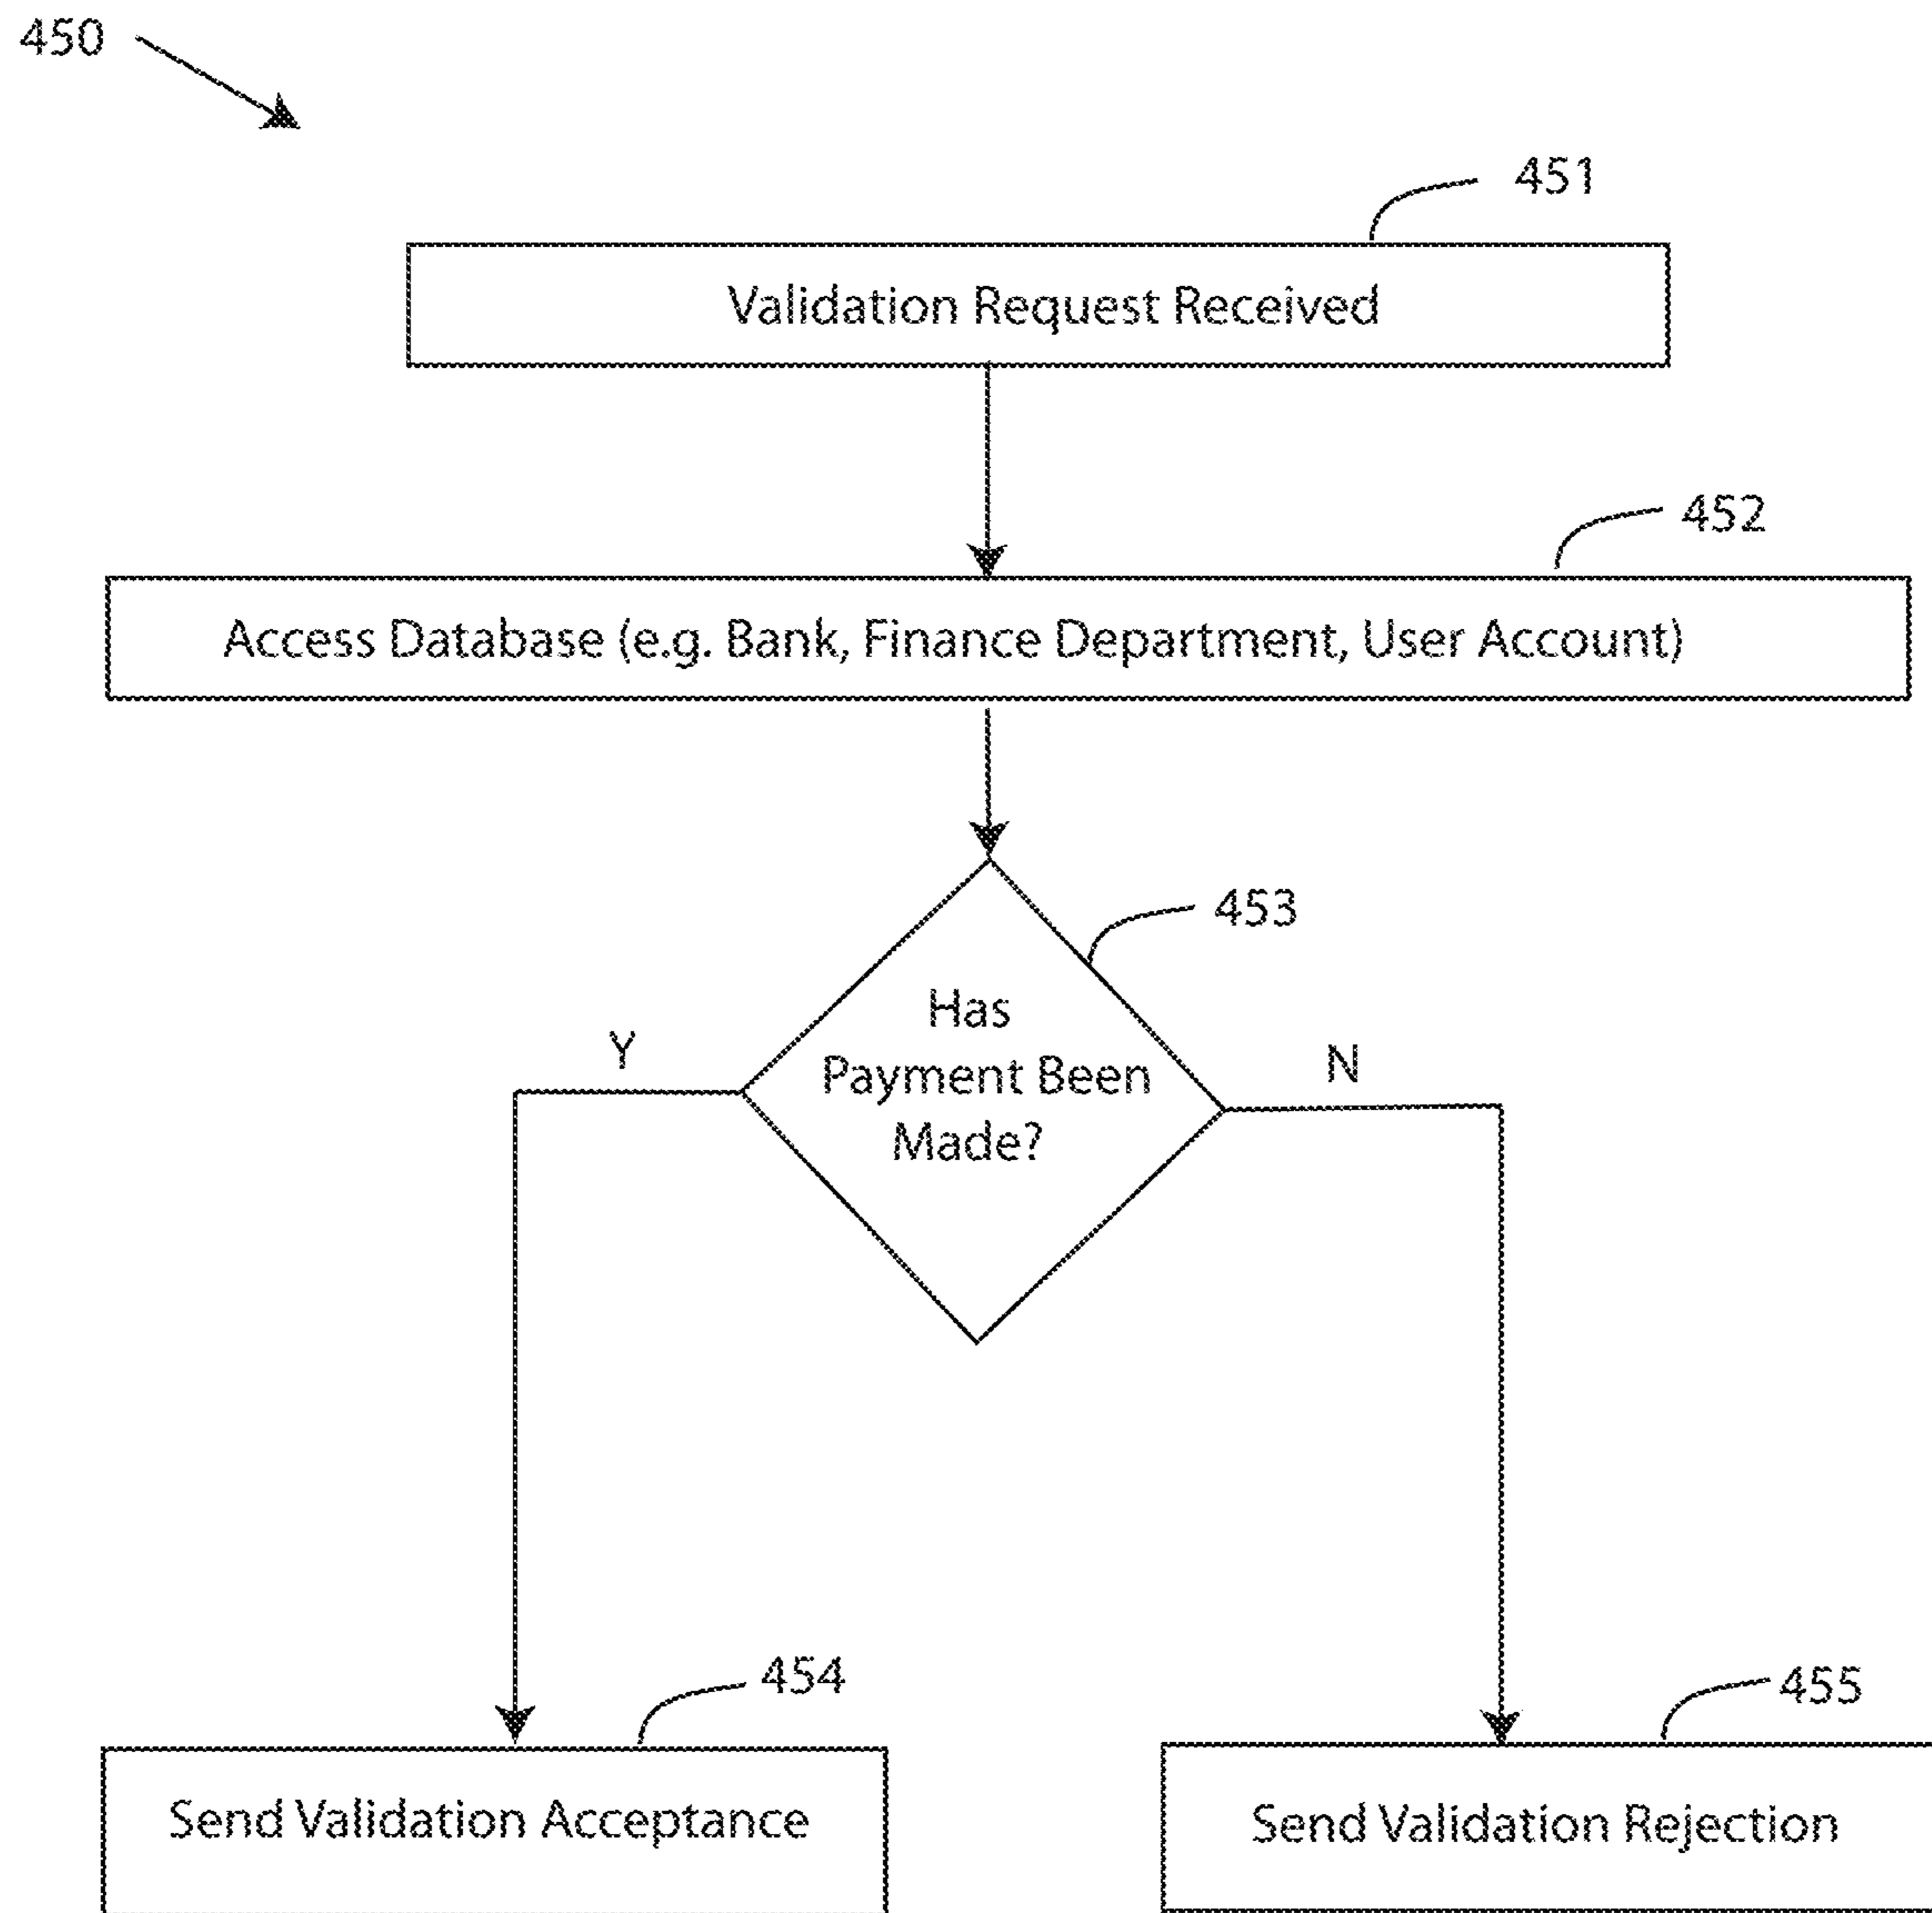 450
451
Validation Request Received
452
Access Database (e.g. Bank, Finance Department, User Account)
453
Has
Payment Been
Made?
Y
N
454
455
Send Validation Acceptance
Send Validation Rejection